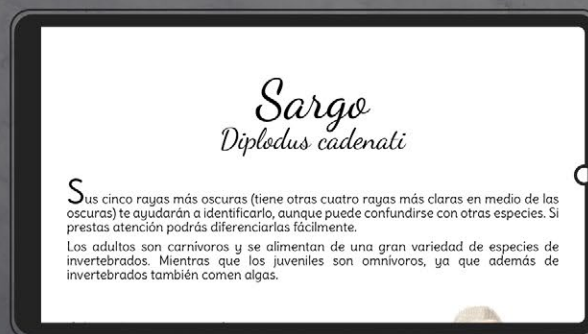 Sargo
Diplodus cadenati
Sus cinco rayas más oscuras (tiene otras cuatro rayas más claras en medio de las
oscuras) te ayudarán a identificarlo, aunque puede confundirse con otras especies. Si
prestas atención podrás diferenciarlas fácilmente.
Los adultos son carnívoros y se alimentan de una gran variedad de especies de
invertebrados. Mientras que los juveniles son omnívoros, ya que además de
invertebrados también comen algas.